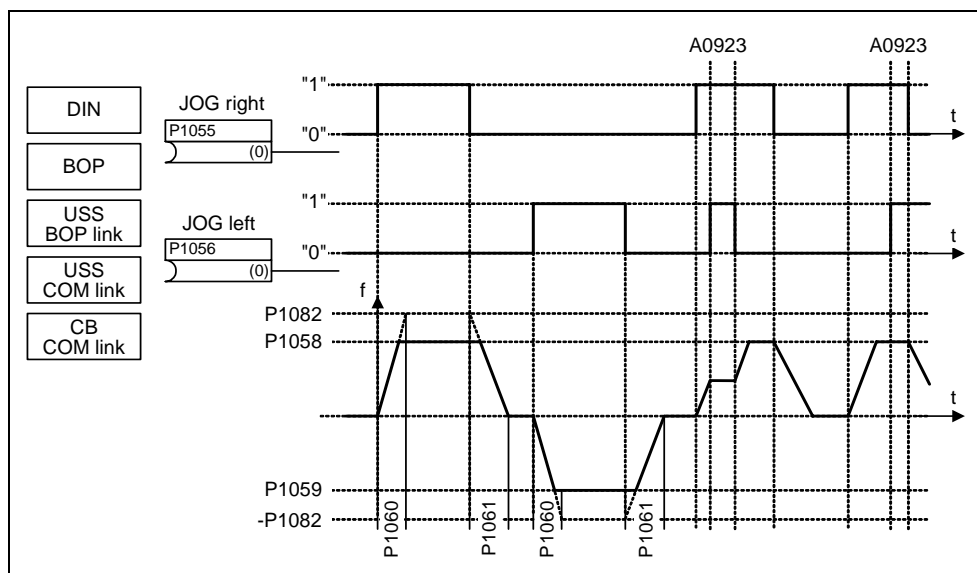 A0923
A0923
DIN
BOP
USS
BOP link
USS
COM link
CB
COM link
JOG right
P1055
(0)
"1"
"0"
t
JOG left
P1056
(0)
"1"
"0"
t
f
P1082
P1058
t
P1059
-P1082
P1060
P1061
P1060
P1061